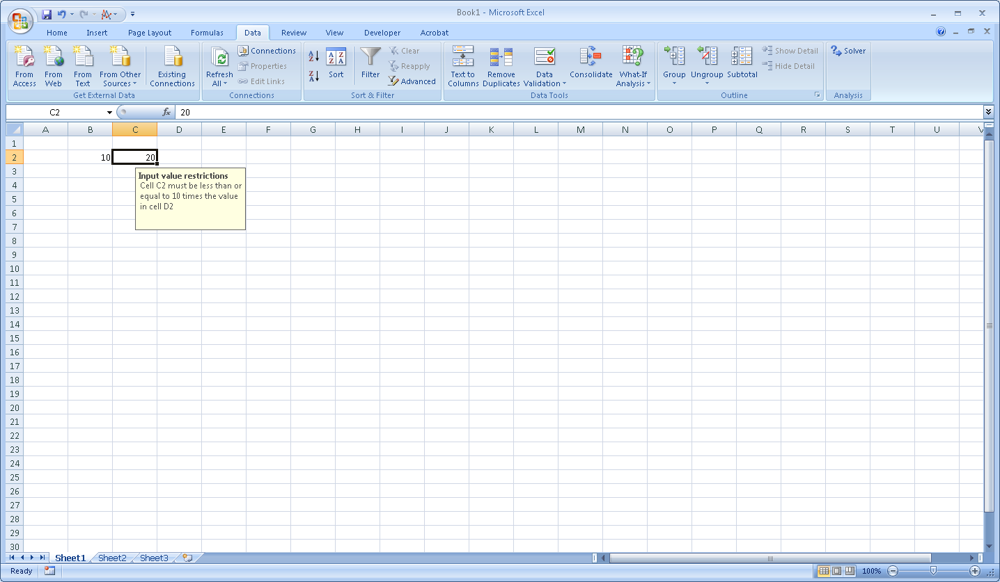 Book1 - Microsoft Excel
Home Insert Page Layout Formulas Data Review View Developer Acrobat
From Access
From Web
From Text
From Other Sources
Existing Connections
Get External Data
Refresh All
Connections
Properties
Edit Links
Connections
A Z
Z A
A Z
Z A
Sort
Filter
Clear
Reapply
Advanced
Sort & Filter
Text to Columns
Remove Duplicates
Data Validation
Consolidate
What-If Analysis
Data Tools
Group
Ungroup
Subtotal
Show Detail
Hide Detail
Outline
Solver
Analysis
C2 fx 20
A B C D E F G H I J K L M N O P Q R S T U V
1
2 10 20
3
4
5
6
7
Input value restrictions
Cell C2 must be less than or
equal to 10 times the value
in cell D2
8
9
10
11
12
13
14
15
16
17
18
19
20
21
22
23
24
25
26
27
28
29
30
Sheet1 Sheet2 Sheet3
Ready 100%